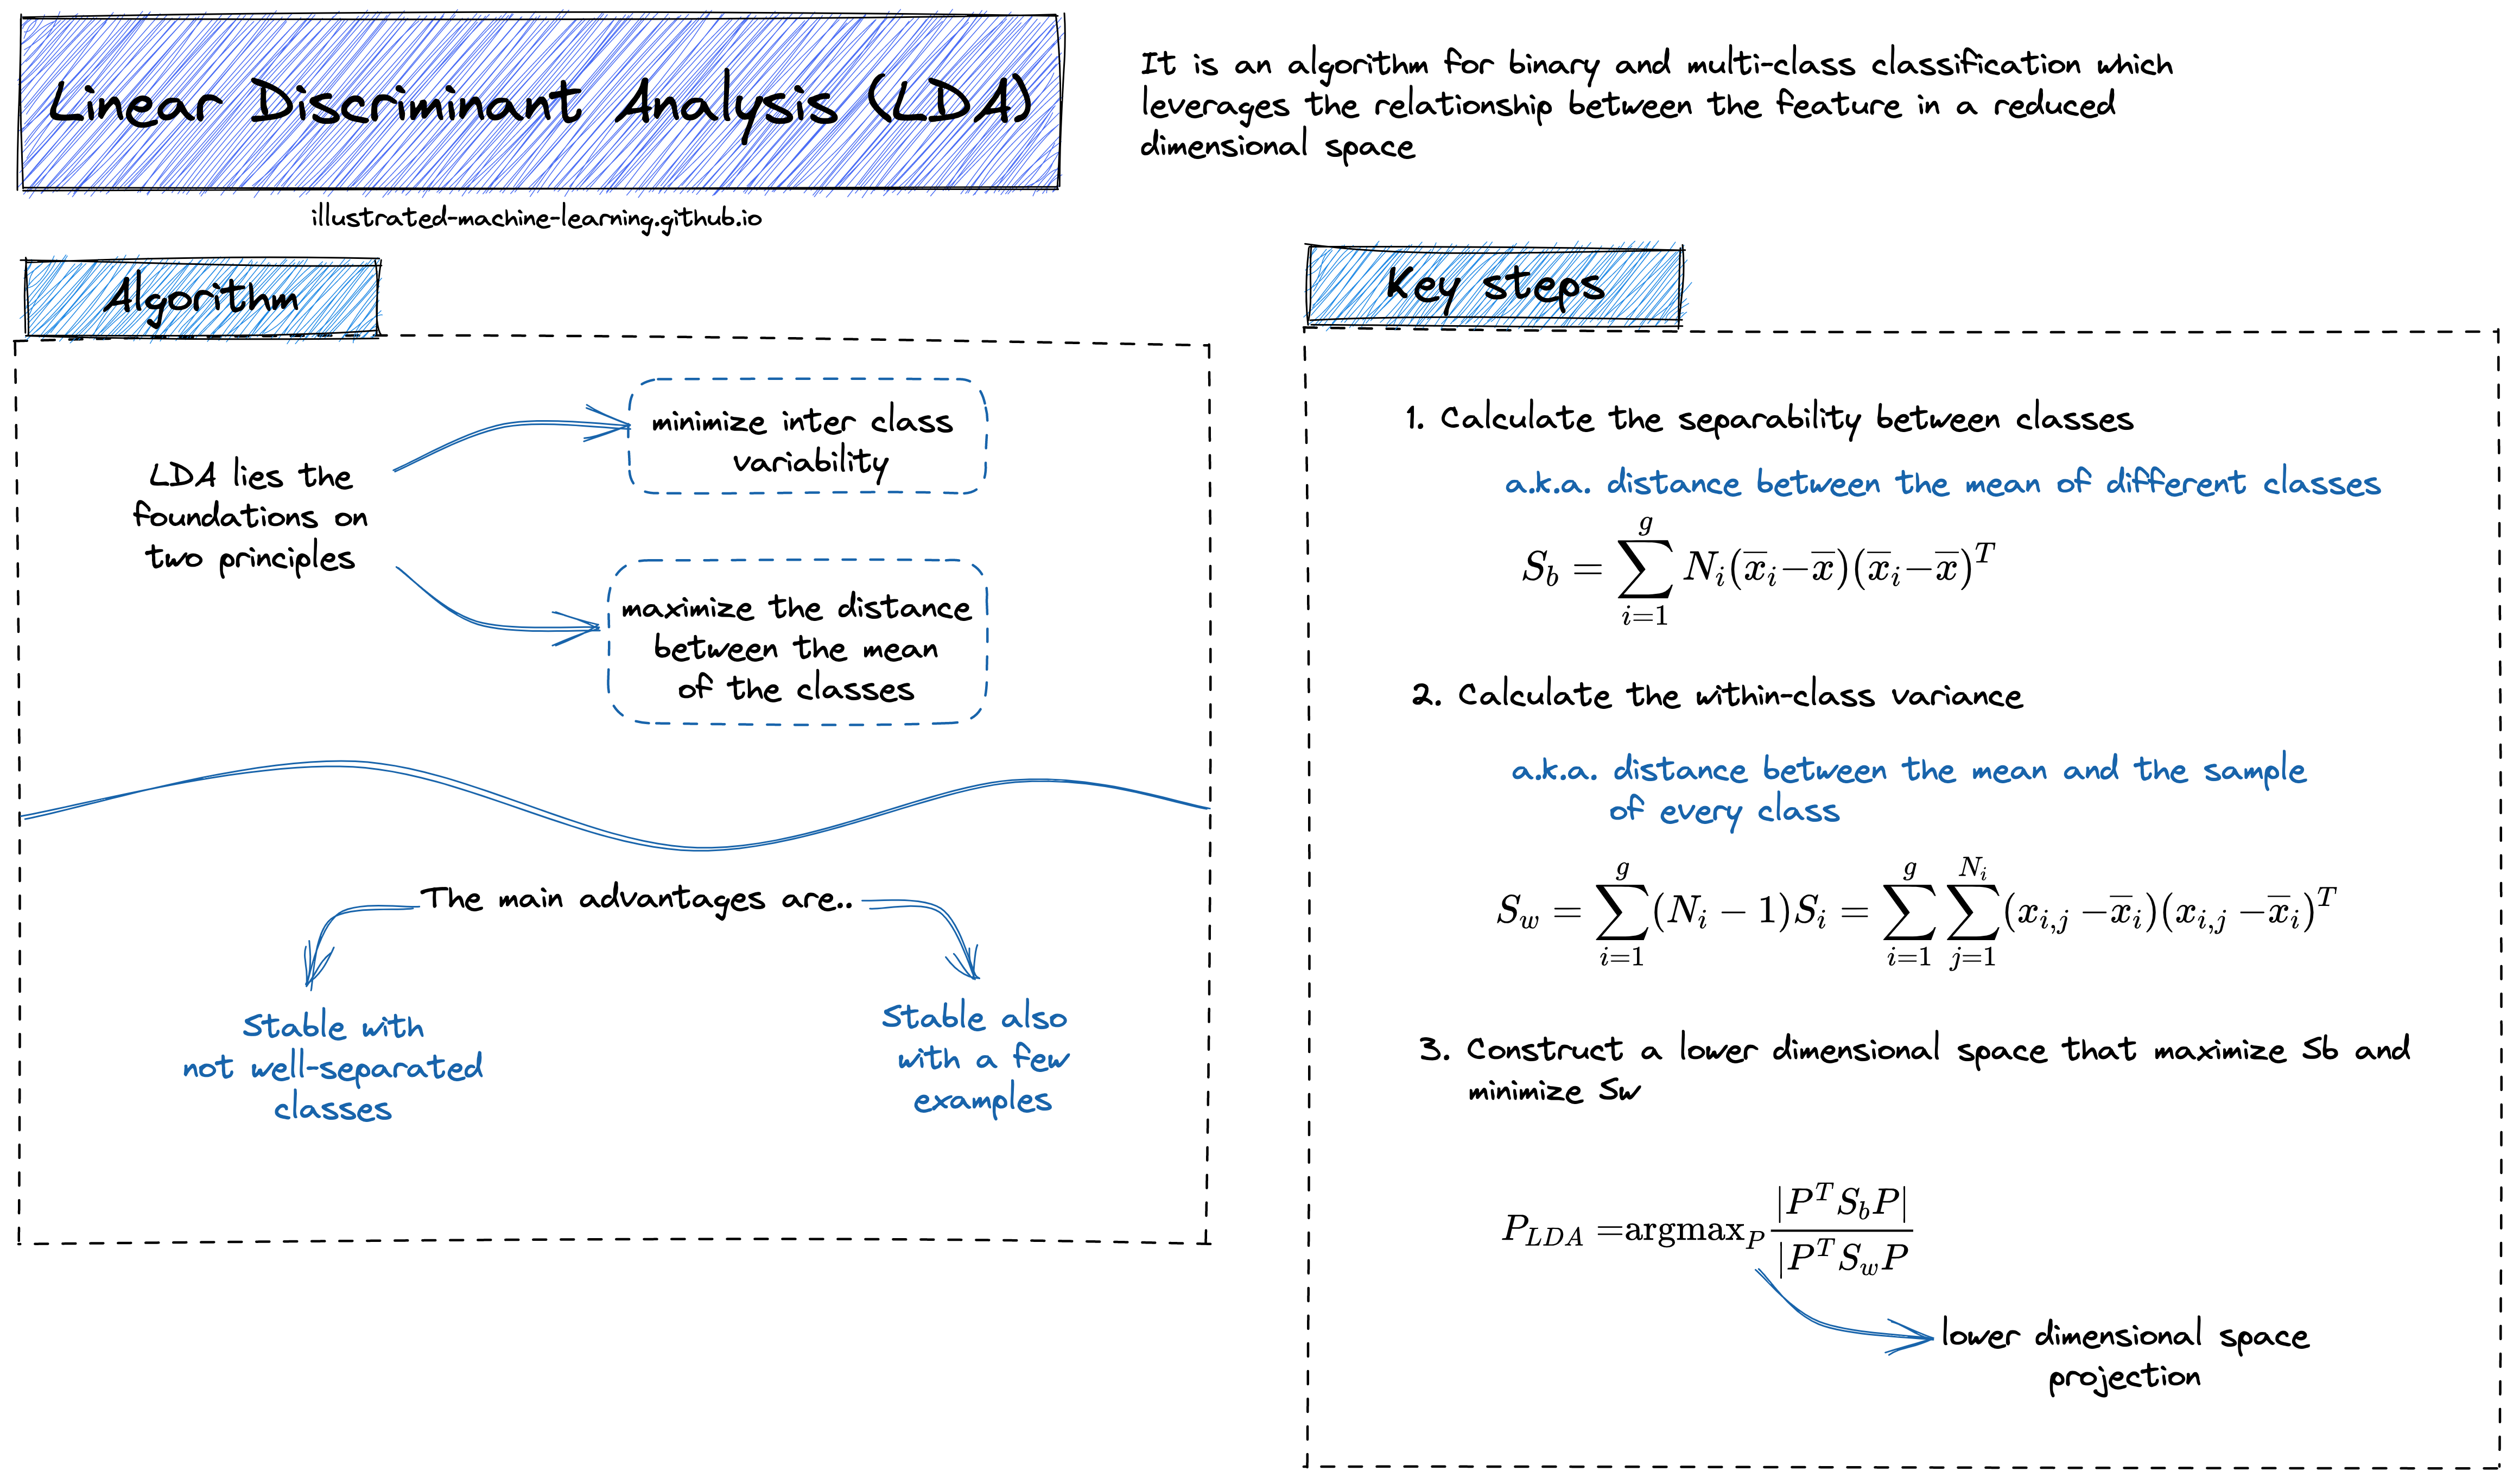 Linear Discriminant Analysis (LDA)
illustrated-machine-learning.github.io
It is an algorithm for binary and multi-class classification which
leverages the relationship between the feature in a reduced
dimensional space
Algorithm
LDA lies the
foundations on
two principles
minimize inter class
variability
maximize the distance
between the mean
of the classes
The main advantages are..
Stable with
not well-separated
classes
Stable also
with a few
examples
Key steps
1. Calculate the separability between classes
a.k.a. distance between the mean of different classes
$S_b = \sum_{i=1}^{g} N_i(\overline{x}_i - \overline{x})(\overline{x}_i - \overline{x})^T$
2. Calculate the within-class variance
a.k.a. distance between the mean and the sample
of every class
$S_w = \sum_{i=1}^{g} (N_i - 1)S_i = \sum_{i=1}^{g} \sum_{j=1}^{N_i} (x_{i,j} - \overline{x}_i)(x_{i,j} - \overline{x}_i)^T$
3. Construct a lower dimensional space that maximize Sb and
minimize Sw
$P_{LDA} = \text{argmax}_P \frac{|P^T S_b P|}{|P^T S_w P}$
lower dimensional space
projection